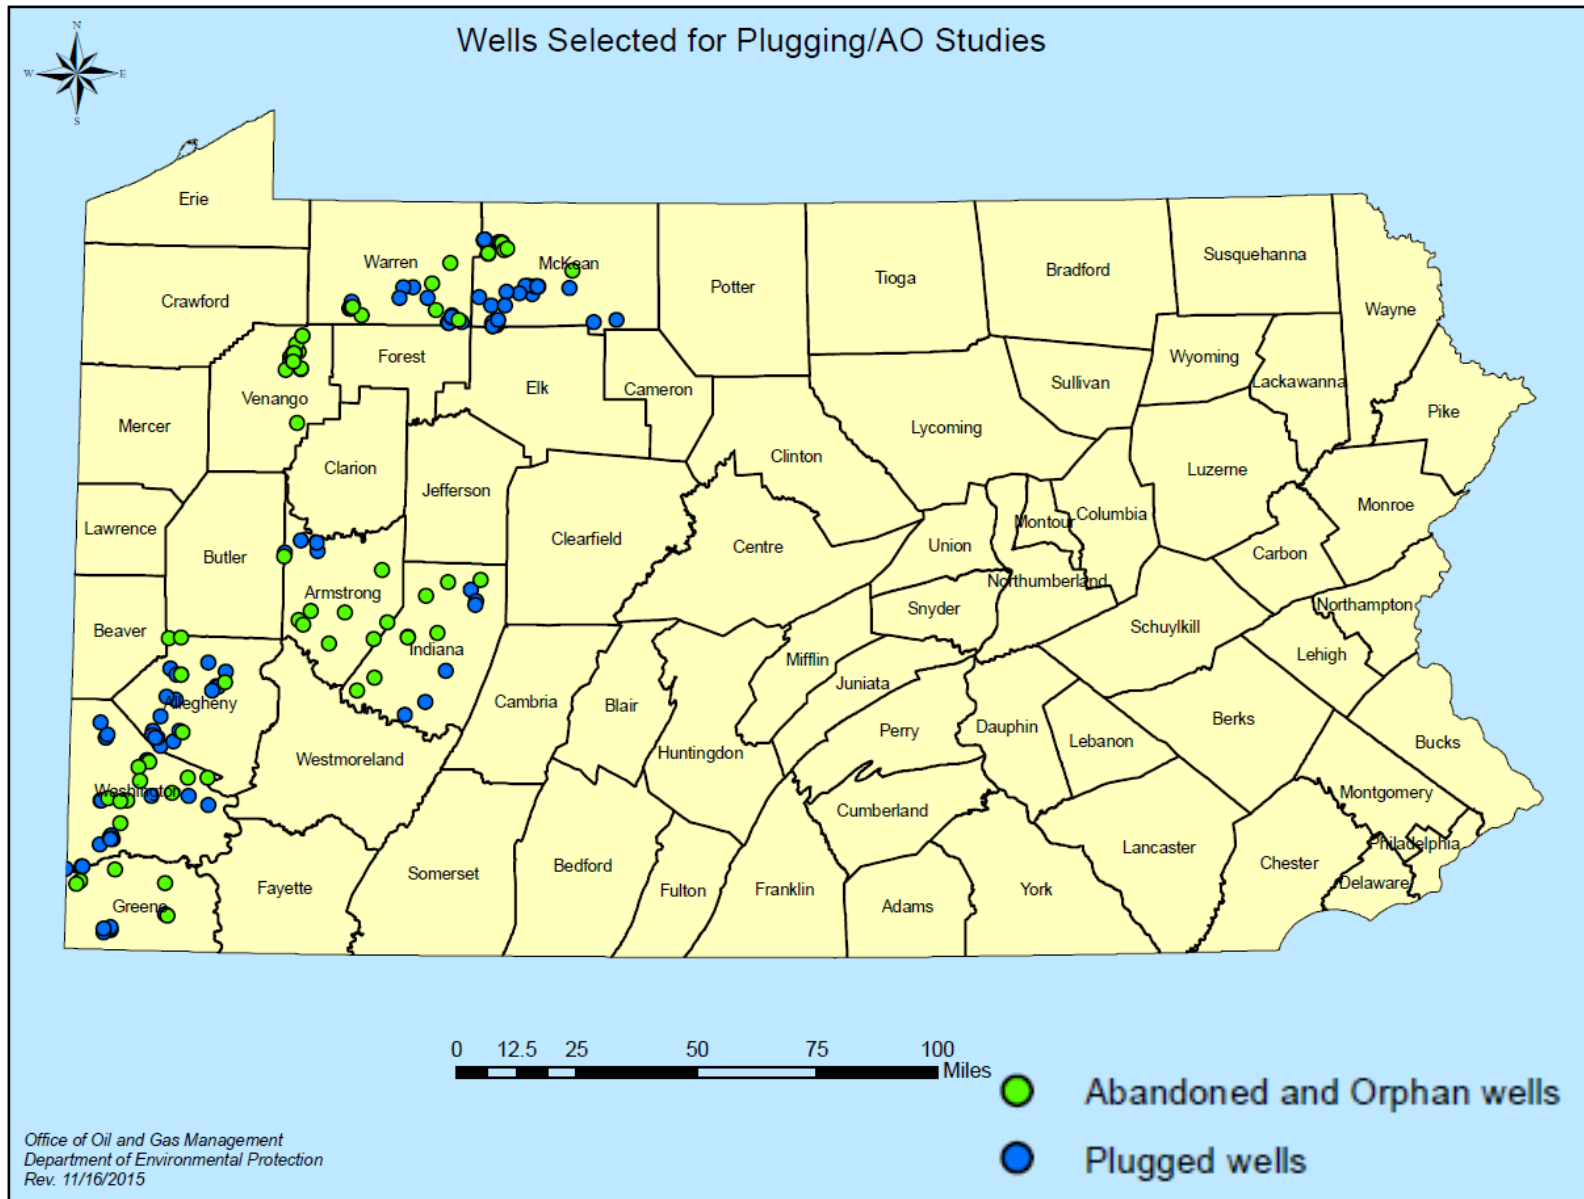 Wells Selected for Plugging/AO Studies
N
W E
S
Erie
Crawford
Warren
McKean
Potter
Tioga
Bradford
Susquehanna
Wayne
Forest
Elk
Cameron
Sullivan
Wyoming
Lackawanna
Pike
Mercer
Venango
Clarion
Jefferson
Clinton
Lycoming
Luzerne
Monroe
Lawrence
Butler
Clearfield
Centre
Union
Montour
Columbia
Carbon
Armstrong
Beaver
Indiana
Snyder
Northumberland
Schuylkill
Northampton
Lehigh
Mifflin
Juniata
Allegheny
Cambria
Blair
Huntingdon
Perry
Dauphin
Lebanon
Berks
Bucks
Westmoreland
Washington
Cumberland
Montgomery
Philadelphia
Lancaster
Chester
Delaware
Greene
Fayette
Somerset
Bedford
Fulton
Franklin
Adams
York
0 12.5 25 50 75 100
Miles
Abandoned and Orphan wells
Plugged wells
Office of Oil and Gas Management
Department of Environmental Protection
Rev. 11/16/2015